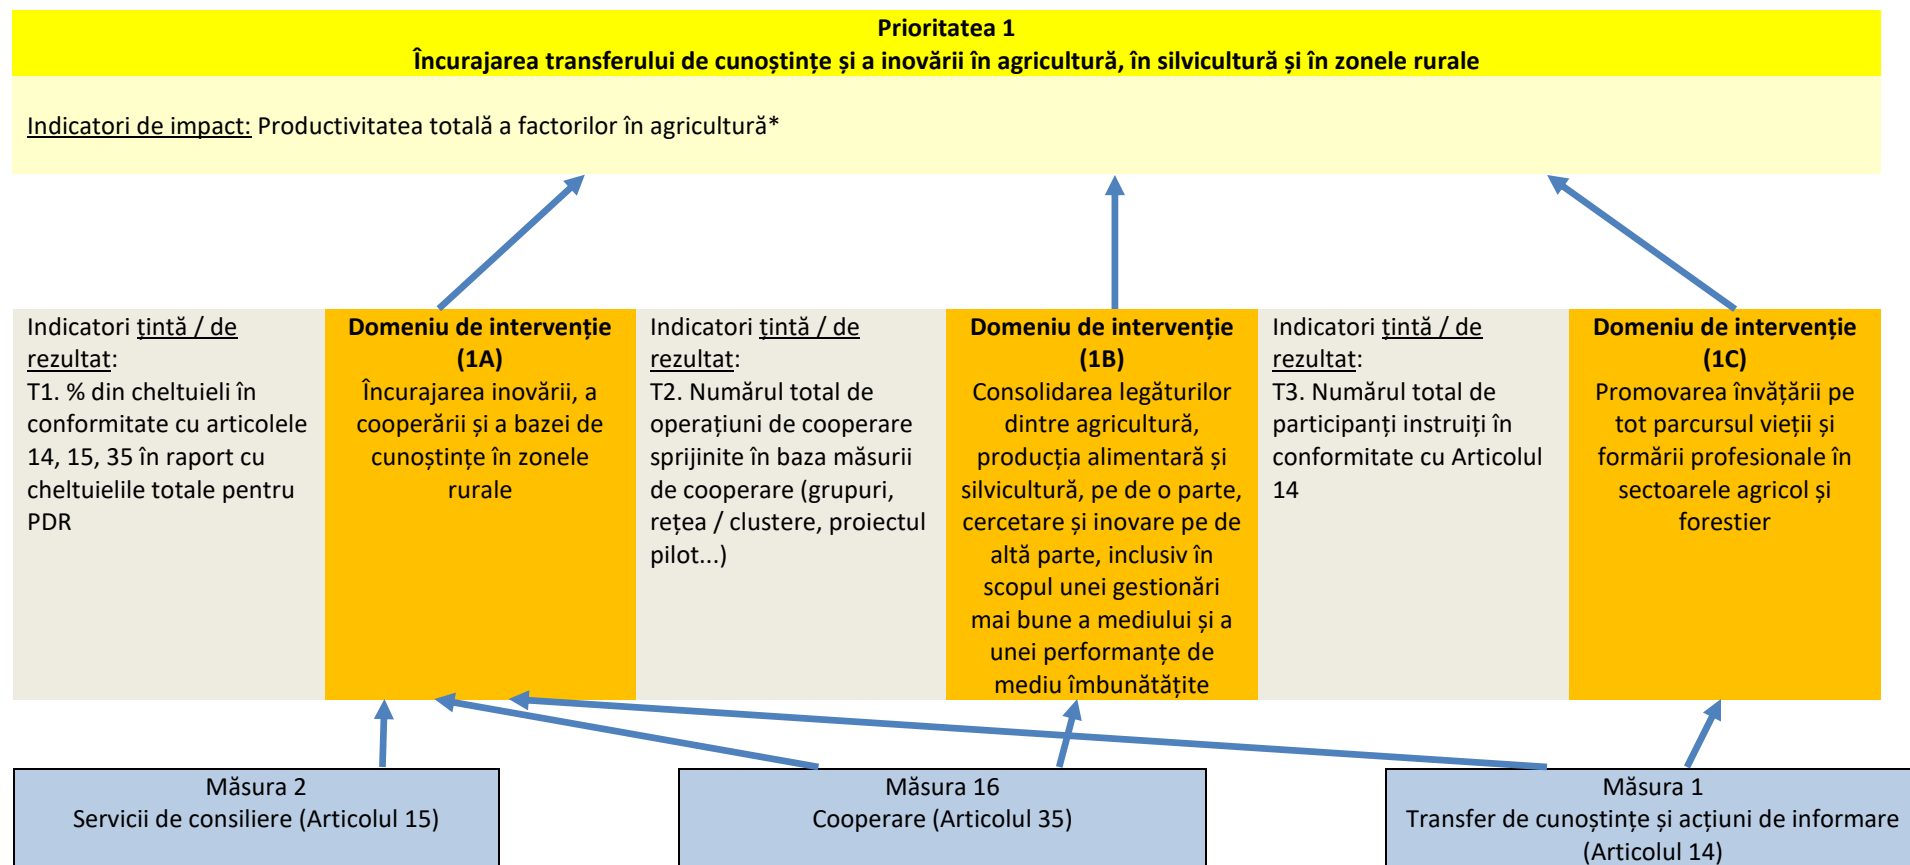 Prioritatea 1
Încurajarea transferului de cunoștințe și a inovării în agricultură, în silvicultură și în zonele rurale
Indicatori de impact: Productivitatea totală a factorilor în agricultură*
Indicatori țintă / de
rezultat:
T1. % din cheltuieli în
conformitate cu articolele
14, 15, 35 în raport cu
cheltuielile totale pentru
PDR
Domeniu de intervenție
(1A)
Încurajarea inovării, a
cooperării și a bazei de
cunoștințe în zonele
rurale
Indicatori țintă / de
rezultat:
T2. Numărul total de
operațiuni de cooperare
sprijinite în baza măsurii
de cooperare (grupuri,
rețea / clustere, proiectul
pilot...)
Domeniu de intervenție
(1B)
Consolidarea legăturilor
dintre agricultură,
producția alimentară și
silvicultură, pe de o parte,
cercetare și inovare pe de
altă parte, inclusiv în
scopul unei gestionări
mai bune a mediului și a
unei performanțe de
mediu îmbunătățite
Indicatori țintă / de
rezultat:
T3. Numărul total de
participanți instruiți în
conformitate cu Articolul
14
Domeniu de intervenție
(1C)
Promovarea învățării pe
tot parcursul vieții și
formării profesionale în
sectoarele agricol și
forestier
Măsura 2
Servicii de consiliere (Articolul 15)
Măsura 16
Cooperare (Articolul 35)
Măsura 1
Transfer de cunoștințe și acțiuni de informare
(Articolul 14)